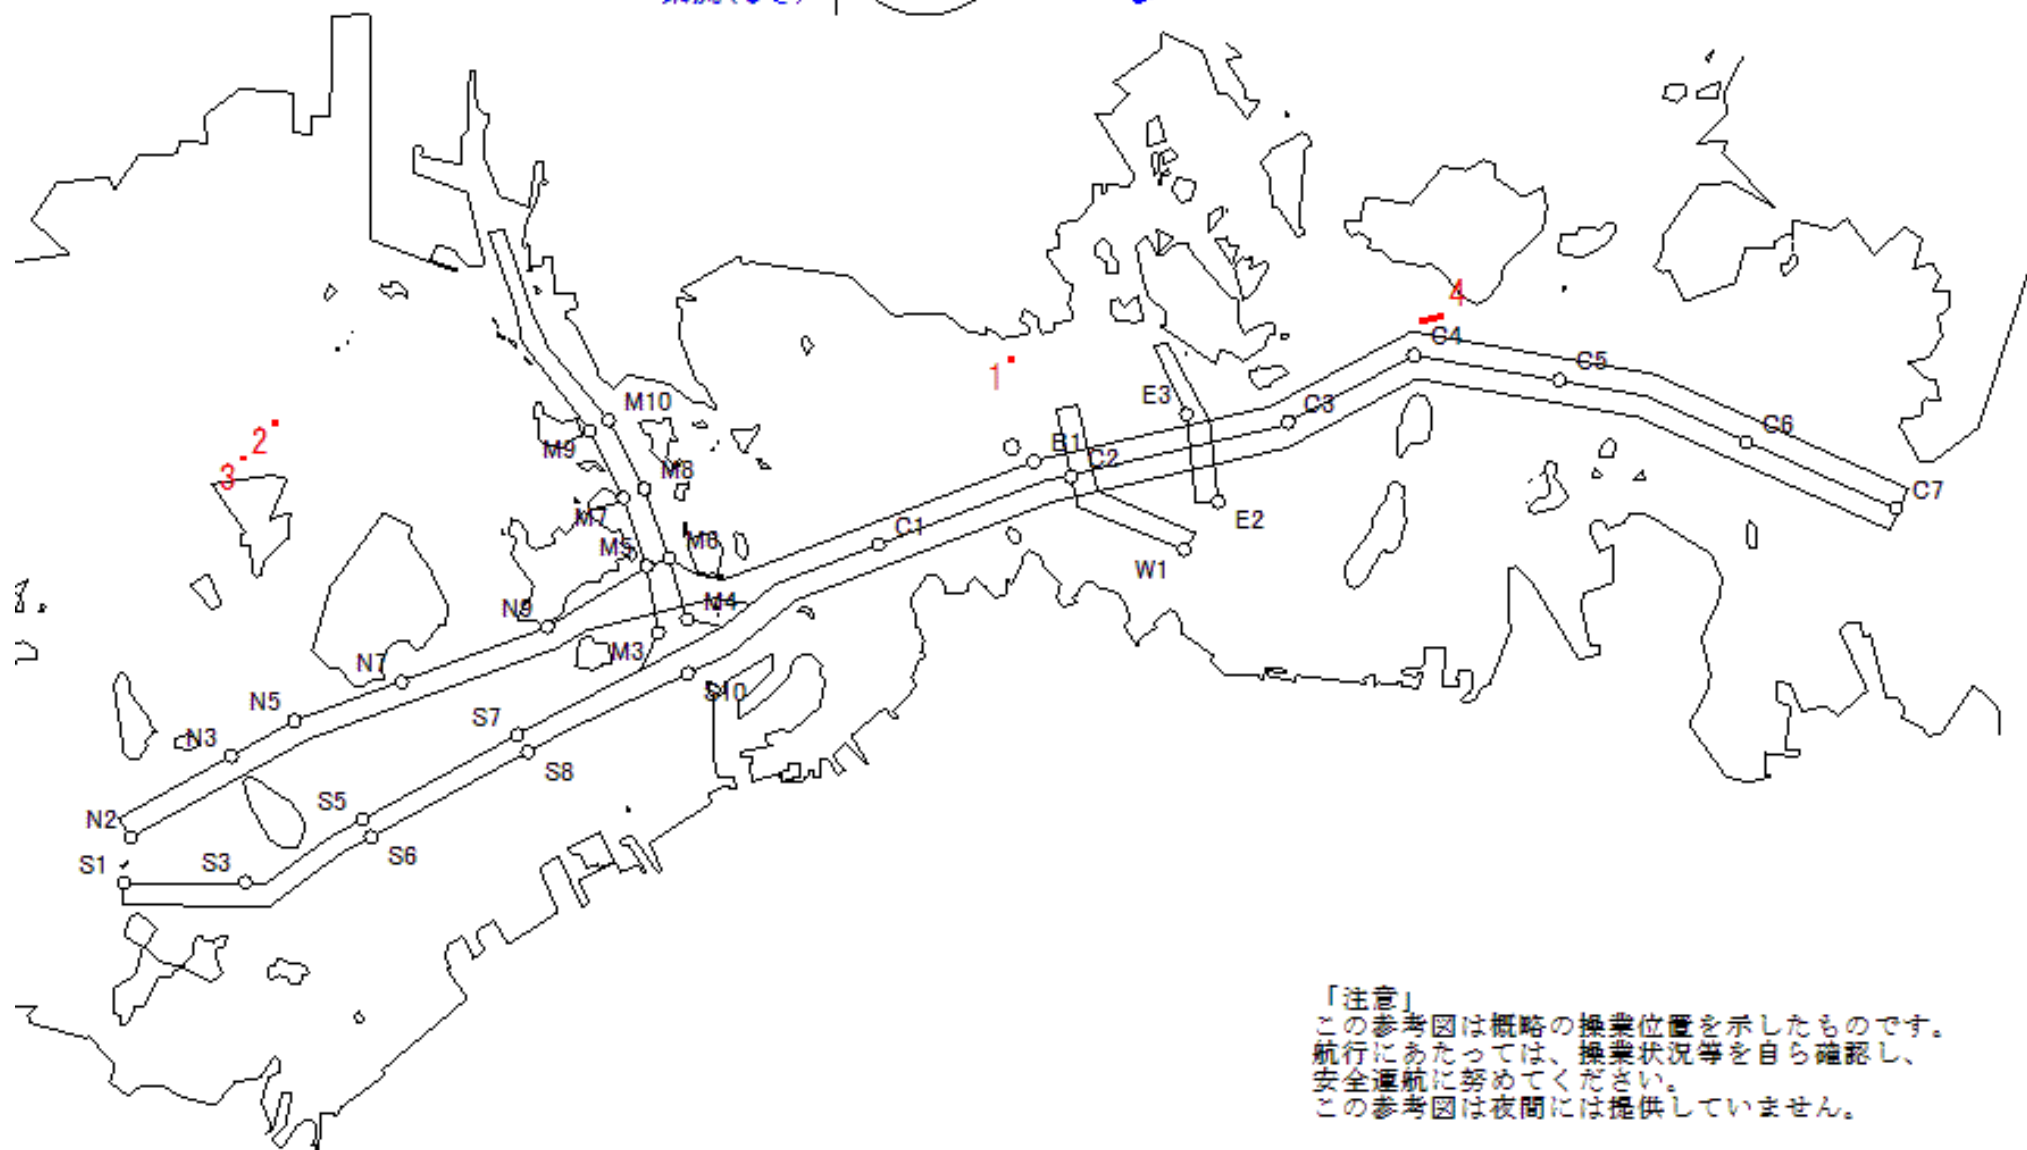 4
C4
C5
1
E3
C3
M10
C6
2
B1
M9
C2
3
M8
C7
M7
E2
C1
M6
M5
W1
N9
M4
M3
N7
S10
N5
S7
N3
S8
S5
N2
S6
S1
S3
「注意」
この参考図は概略の操業位置を示したものです。
航行にあたっては、操業状況等を自ら確認し、
安全運航に努めてください。
この参考図は夜間には提供していません。